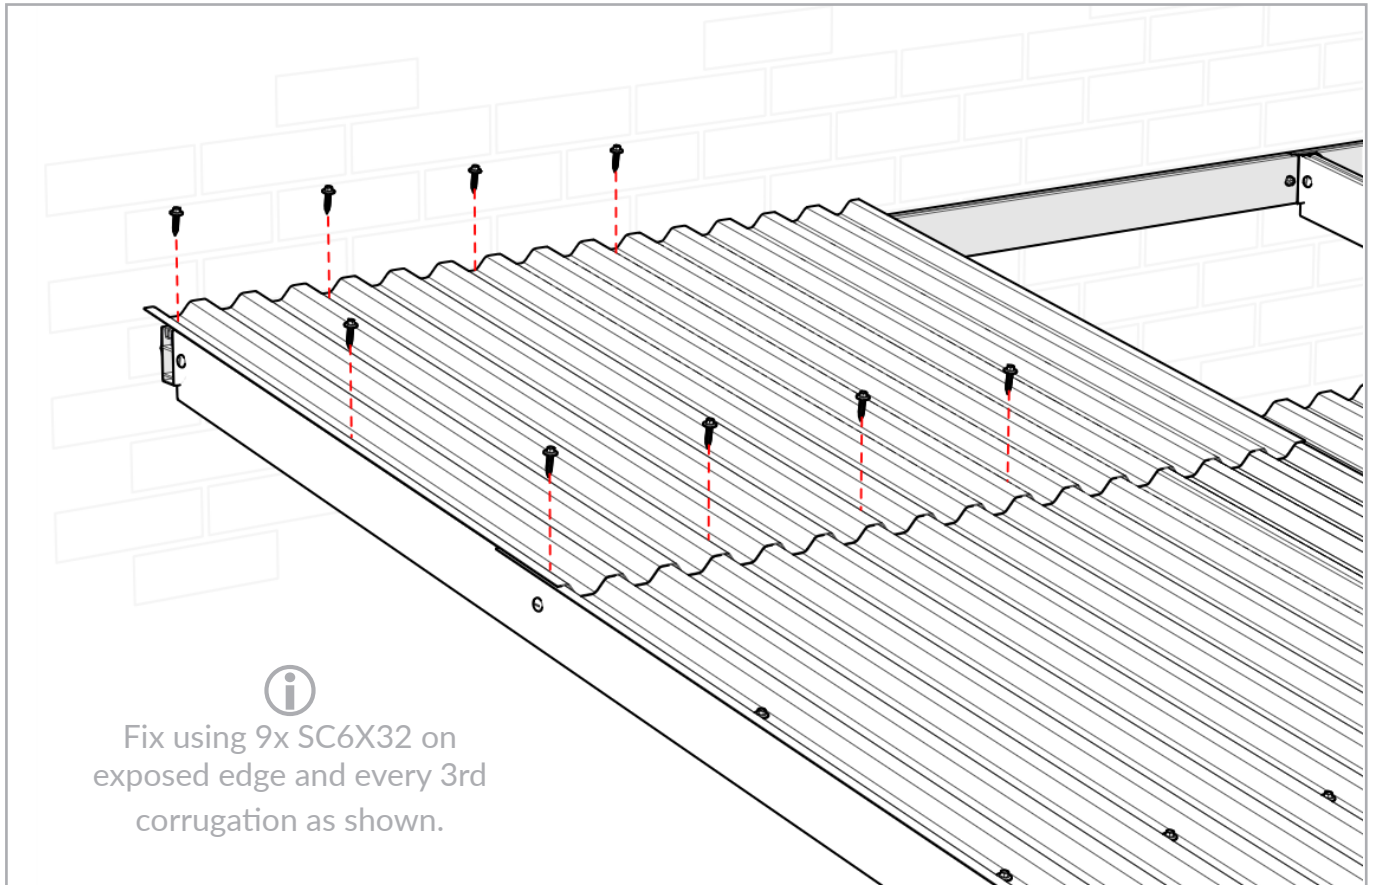 Fix using 9x SC6X32 on
exposed edge and every 3rd
corrugation as shown.